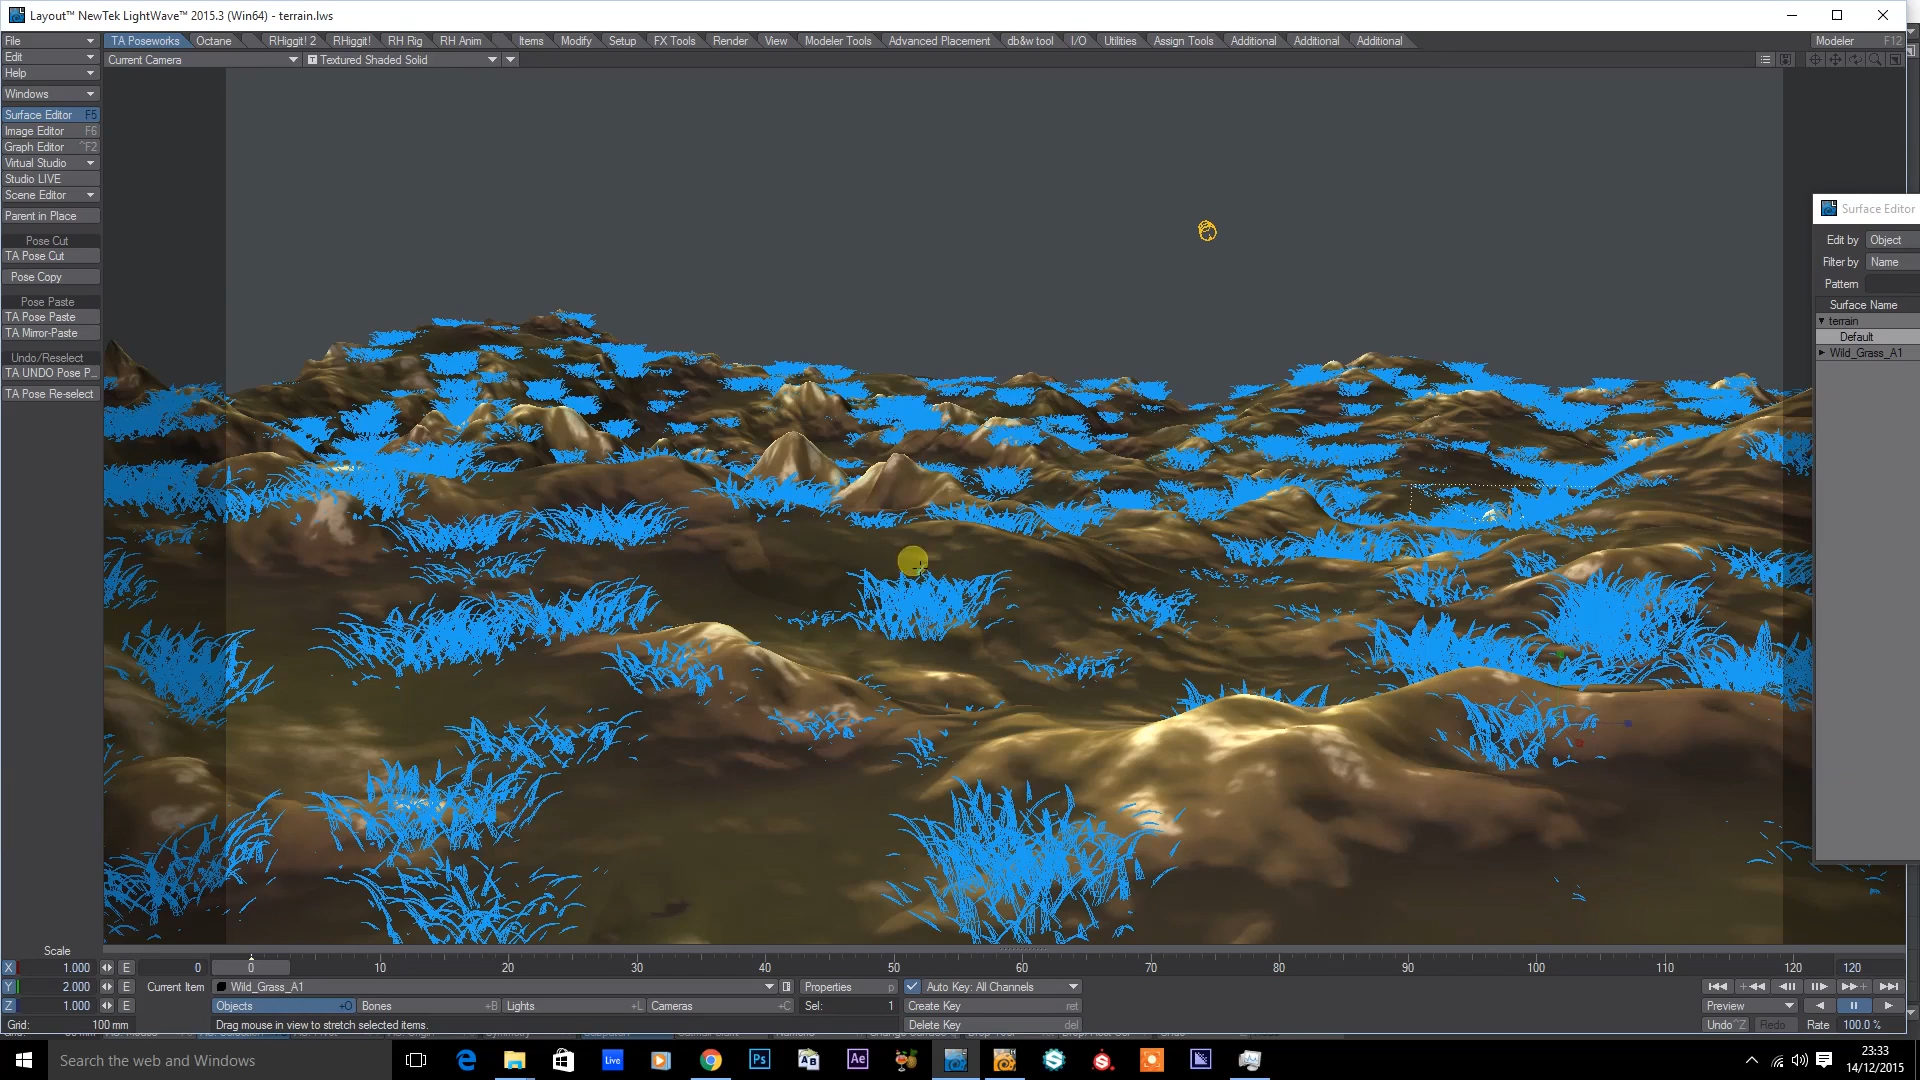 Layout™ NewTek LightWave™ 2015.3 (Win64) - terrain.lws
File TA Poseworks Octane RHiggit! 2 RHiggit! RH Rig RH Anim Items Modify Setup FX Tools Render View Modeler Tools Advanced Placement db&w tool I/O Utilities Assign Tools Additional Additional Additional Modeler F12
Edit Current Camera T Textured Shaded Solid
Help
Windows
Surface Editor F5
Image Editor F6
Graph Editor ^F2
Virtual Studio
Studio LIVE
Scene Editor
Parent in Place
Pose Cut
TA Pose Cut
Pose Copy
Pose Paste
TA Pose Paste
TA Mirror-Paste
Undo/Reselect
TA UNDO Pose P...
TA Pose Re-select
Surface Editor
Edit by Object
Filter by Name
Pattern
Surface Name
terrain
Default
Wild_Grass_A1
Scale
X 1.000 E 0 0 10 20 30 40 50 60 70 80 90 100 110 120 120
Y 2.000 E Current Item Wild_Grass_A1 Properties p Auto Key: All Channels
Z 1.000 E Objects +O Bones +B Lights +L Cameras +C Sel: 1 Create Key ret Preview
Grid: 100 mm Drag mouse in view to stretch selected items. Delete Key del Undo ^Z Redo Rate 100.0 %
Search the web and Windows
Live
Ps
AB
Ae
23:33
14/12/2015